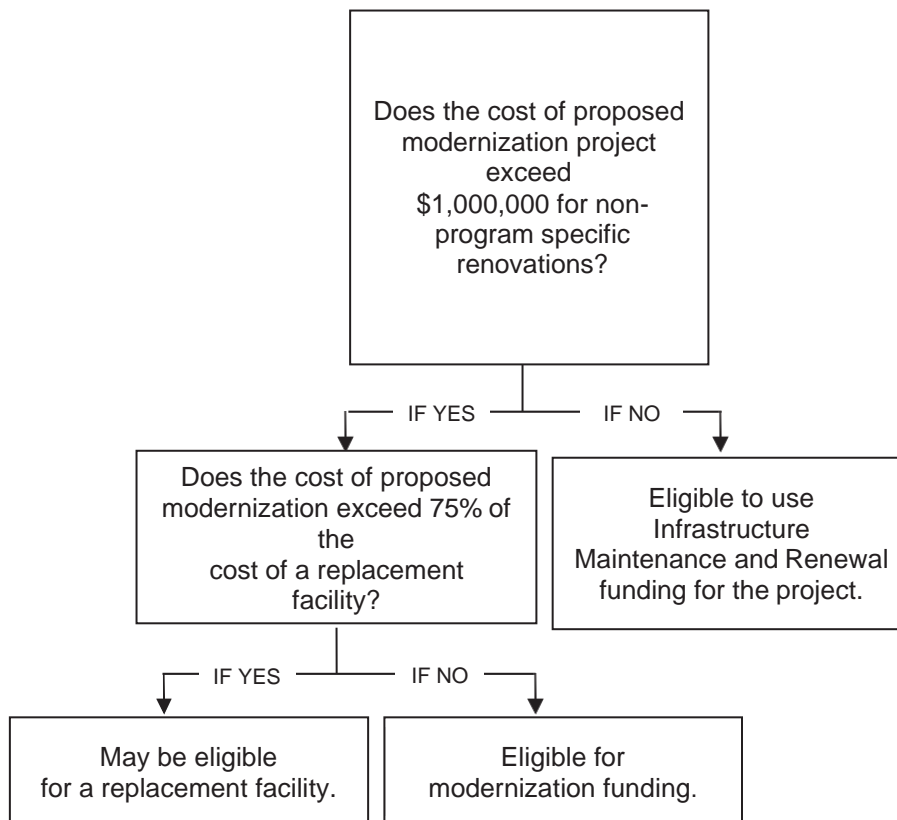 Does the cost of proposed
modernization project
exceed
$1,000,000 for non-
program specific
renovations?
IF YES
IF NO
Does the cost of proposed
modernization exceed 75% of
the
cost of a replacement
facility?
Eligible to use
Infrastructure
Maintenance and Renewal
funding for the project.
IF YES
IF NO
May be eligible
for a replacement facility.
Eligible for
modernization funding.